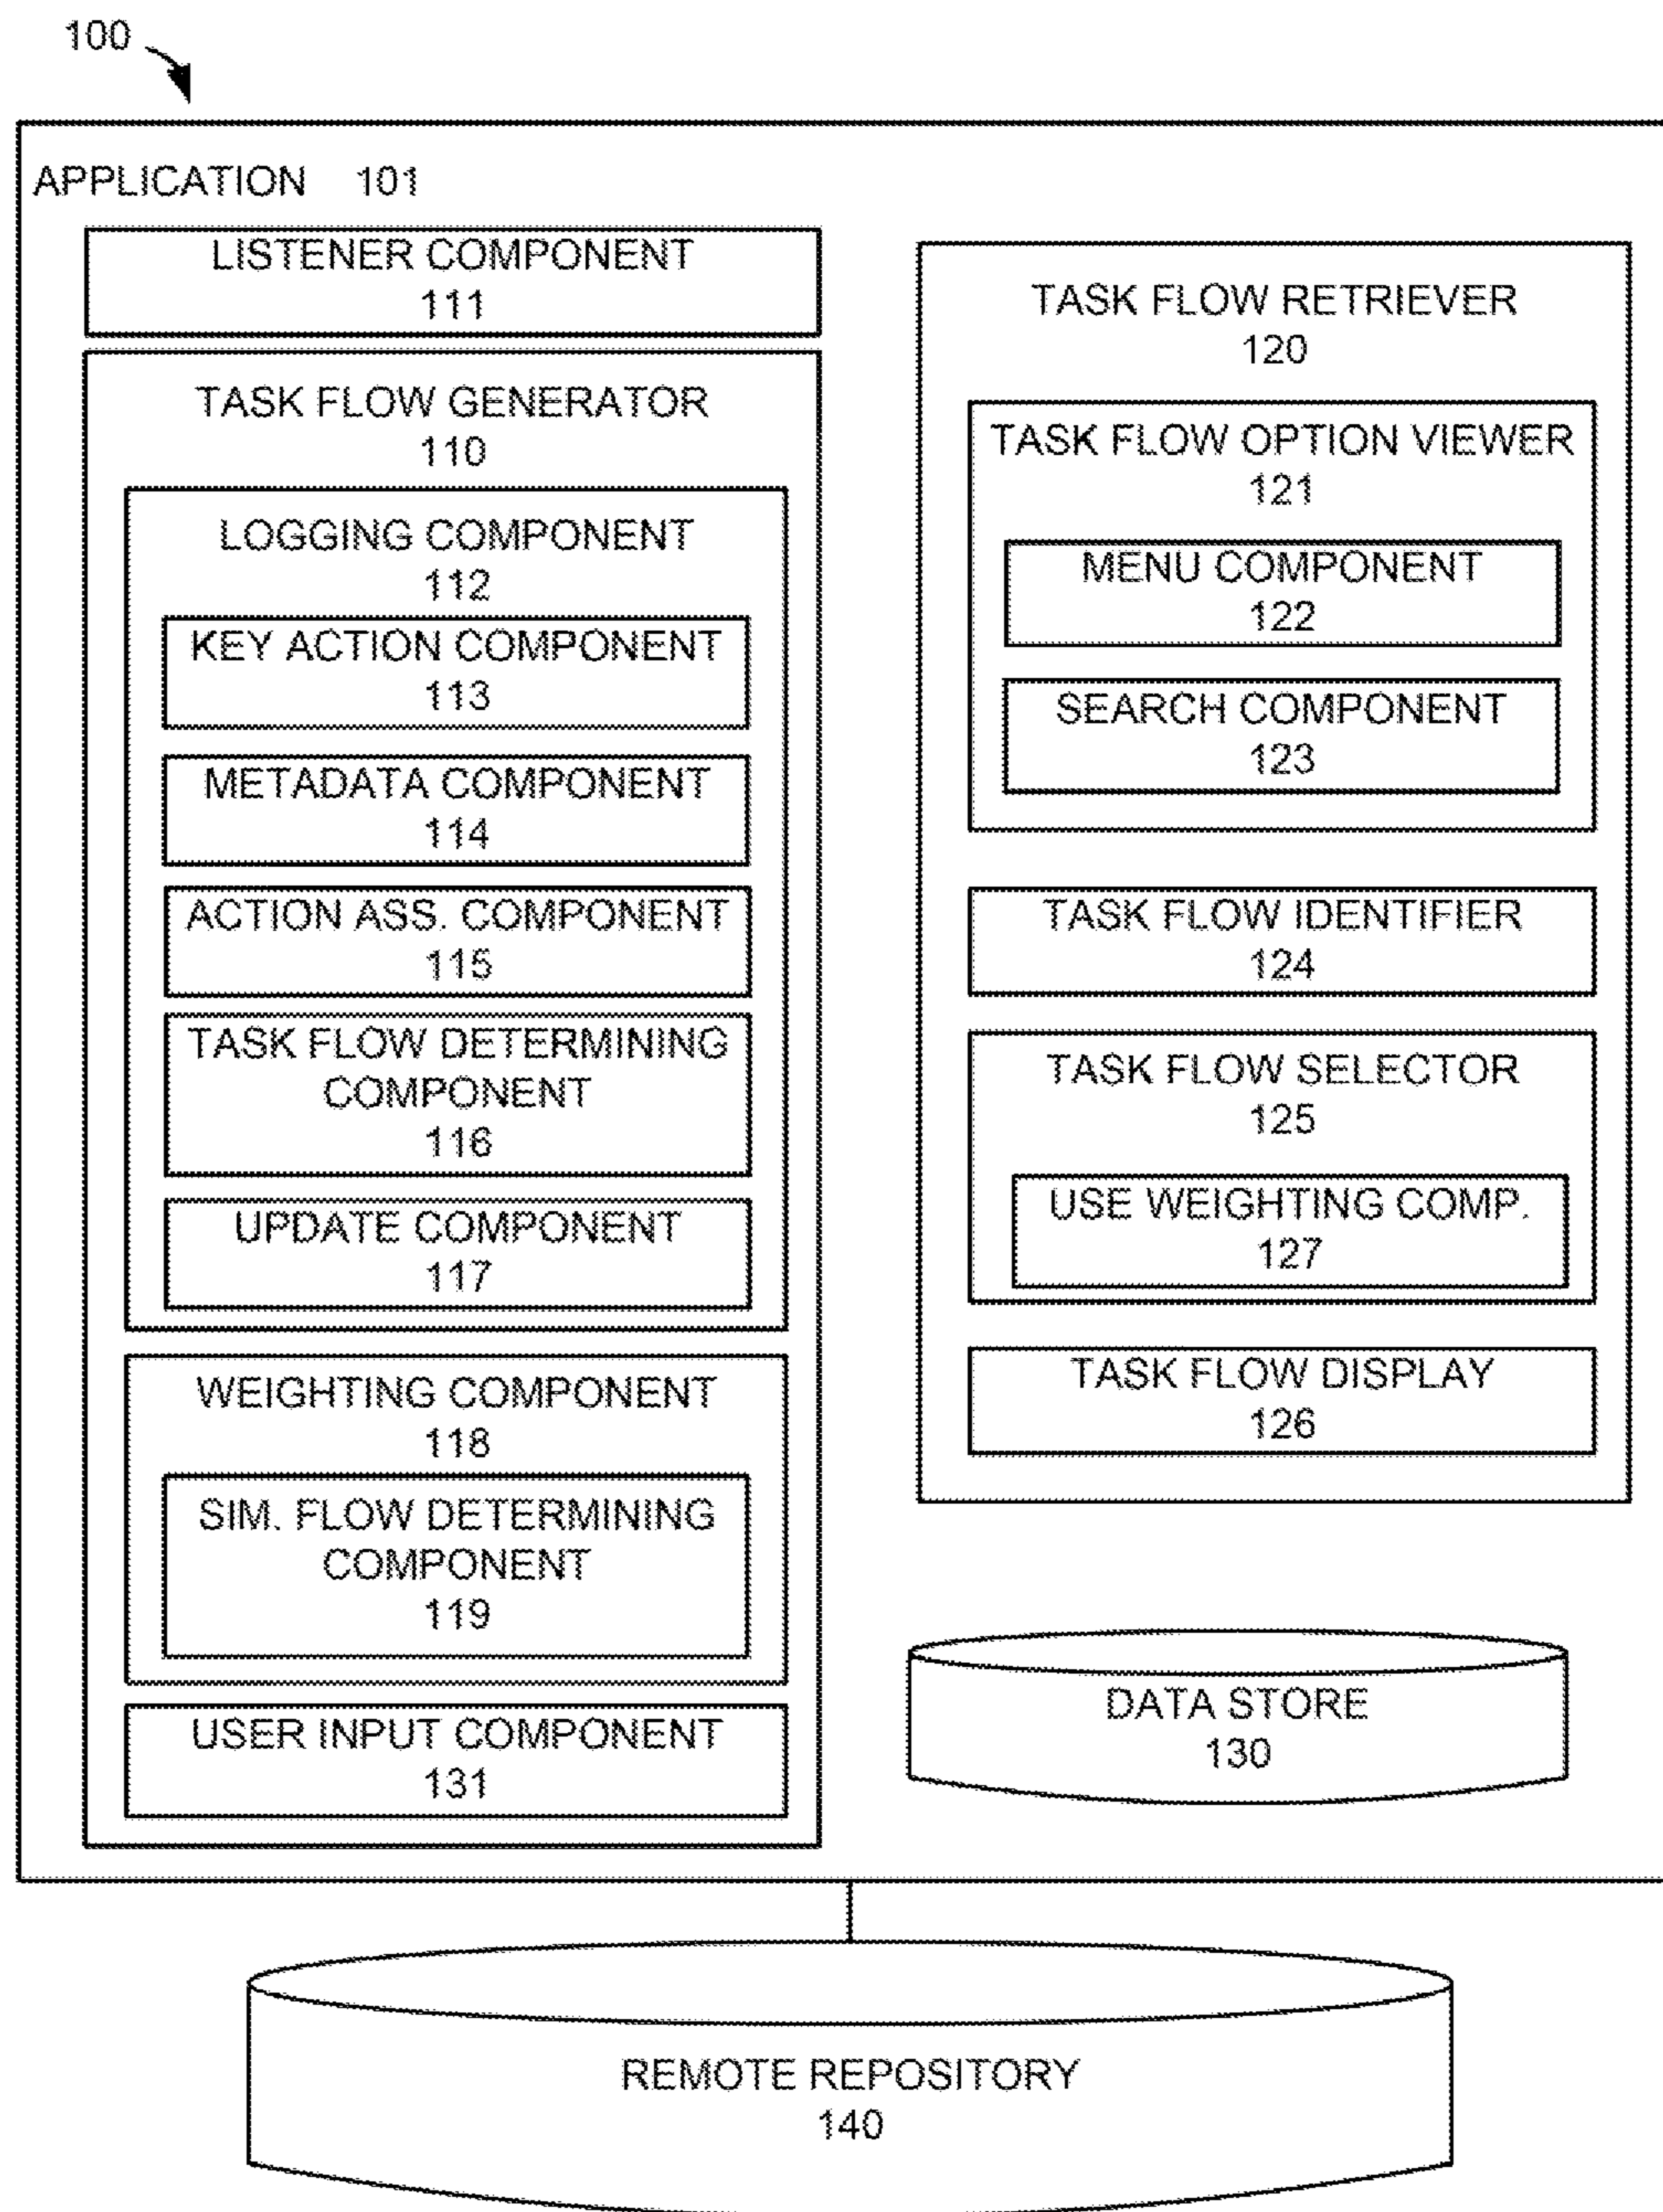 100
APPLICATION 101
LISTENER COMPONENT
111
TASK FLOW GENERATOR
110
LOGGING COMPONENT
112
KEY ACTION COMPONENT
113
METADATA COMPONENT
114
ACTION ASS. COMPONENT
115
TASK FLOW DETERMINING
COMPONENT
116
UPDATE COMPONENT
117
WEIGHTING COMPONENT
118
SIM. FLOW DETERMINING
COMPONENT
119
USER INPUT COMPONENT
131
TASK FLOW RETRIEVER
120
TASK FLOW OPTION VIEWER
121
MENU COMPONENT
122
SEARCH COMPONENT
123
TASK FLOW IDENTIFIER
124
TASK FLOW SELECTOR
125
USE WEIGHTING COMP.
127
TASK FLOW DISPLAY
126
DATA STORE
130
REMOTE REPOSITORY
140